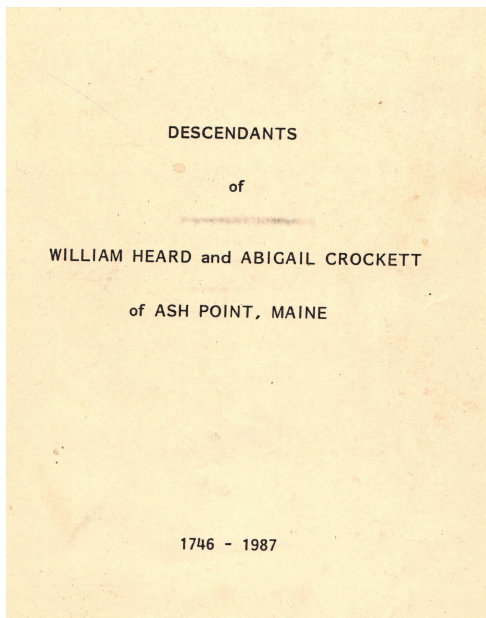 DESCENDANTS
of
WILLIAM HEARD and ABIGAIL CROCKETT
of ASH POINT, MAINE
1746 - 1987